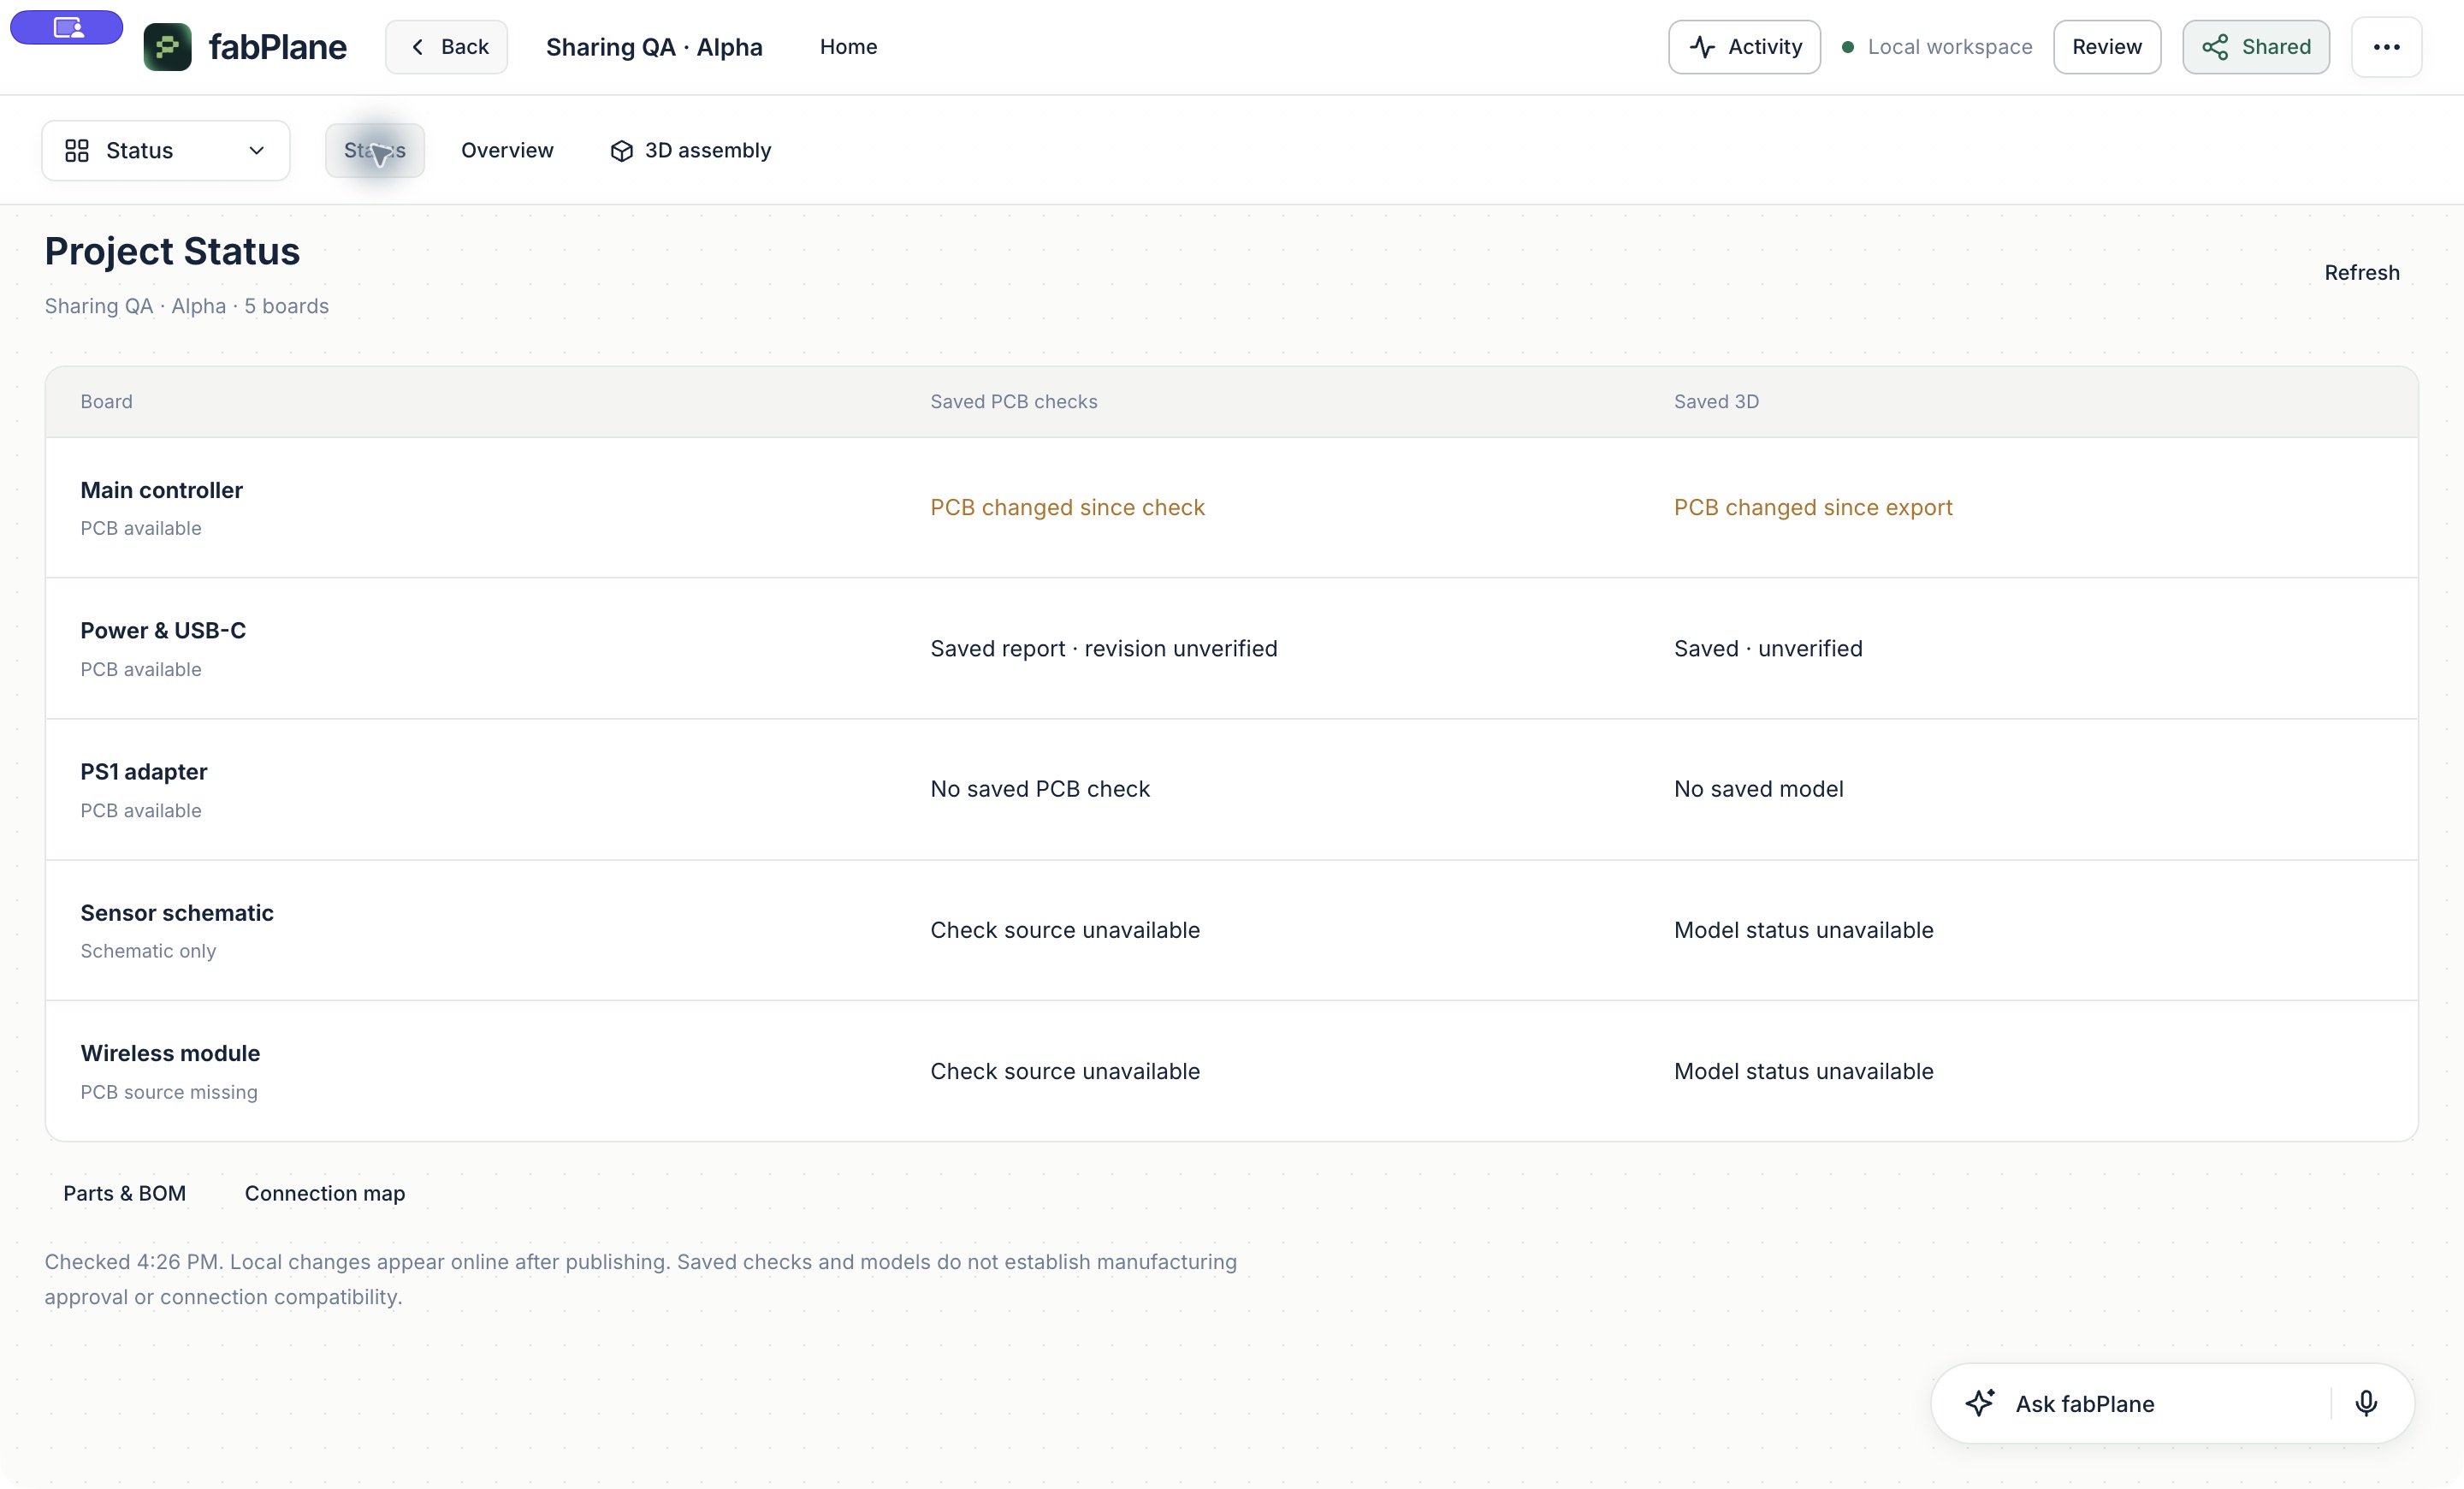 fabPlane
Back
Sharing QA · Alpha
Home
Activity
Local workspace
Review
Shared
Status
Status
Overview
3D assembly
Project Status
Sharing QA · Alpha · 5 boards
Refresh
Board
Saved PCB checks
Saved 3D
Main controller
PCB available
PCB changed since check
PCB changed since export
Power & USB-C
PCB available
Saved report · revision unverified
Saved · unverified
PS1 adapter
PCB available
No saved PCB check
No saved model
Sensor schematic
Schematic only
Check source unavailable
Model status unavailable
Wireless module
PCB source missing
Check source unavailable
Model status unavailable
Parts & BOM
Connection map
Checked 4:26 PM. Local changes appear online after publishing. Saved checks and models do not establish manufacturing
approval or connection compatibility.
Ask fabPlane